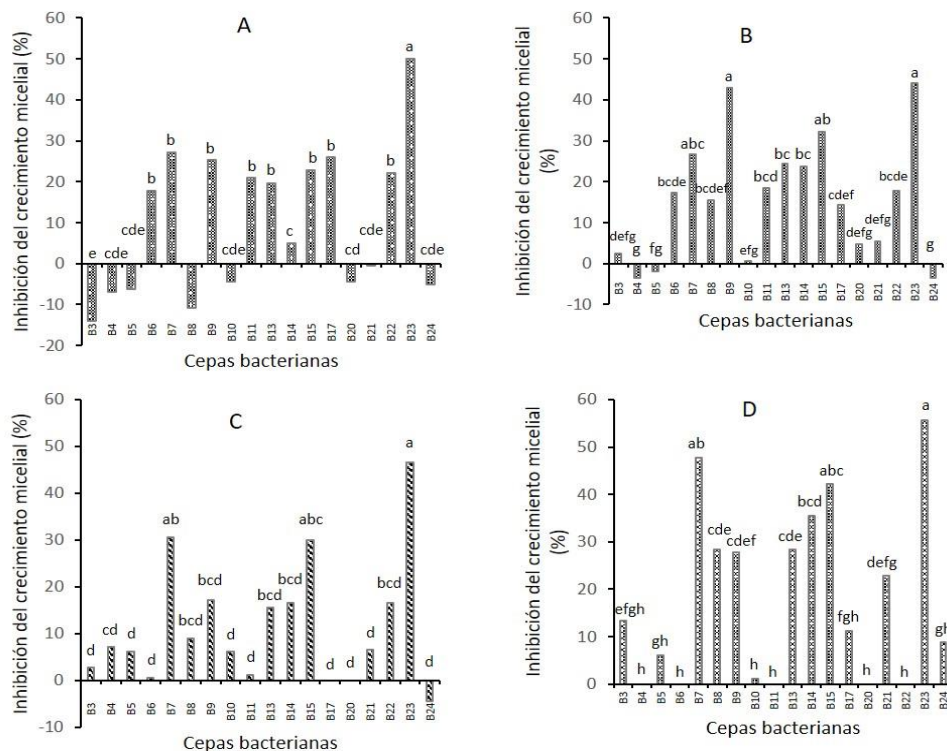 A
Inhibición del crecimiento micelial (%)
60
50
40
30
20
10
0
-10
-20
e cde cde b b b cde b b c b b cd cde b a cde
B3 B4 B5 B6 B7 B8 B9 B10 B11 B13 B14 B15 B17 B20 B21 B22 B23 B24
Cepas bacterianas
B
Inhibición del crecimiento micelial
(%)
60
50
40
30
20
10
0
-10
-20
defg g fg bcde abc bcdef a efg bcd bc bc ab cdef defg defg bcde a g
B3 B4 B5 B6 B7 B8 B9 B10 B11 B13 B14 B15 B17 B20 B21 B22 B23 B24
Cepas bacterianas
C
Inhibición del crecimiento micelial (%)
60
50
40
30
20
10
0
-10
d cd d d ab bcd bcd d d bcd bcd abc d d d bcd a d
B3 B4 B5 B6 B7 B8 B9 B10 B11 B13 B14 B15 B17 B20 B21 B22 B23 B24
Cepas bacterianas
D
Inhibición del crecimiento micelial
(%)
60
50
40
30
20
10
0
efgh h gh h ab cde cdef h h cde bcd abc fgh h defg h a gh
B3 B4 B5 B6 B7 B8 B9 B10 B11 B13 B14 B15 B17 B20 B21 B22 B23 B24
Cepas bacterianas